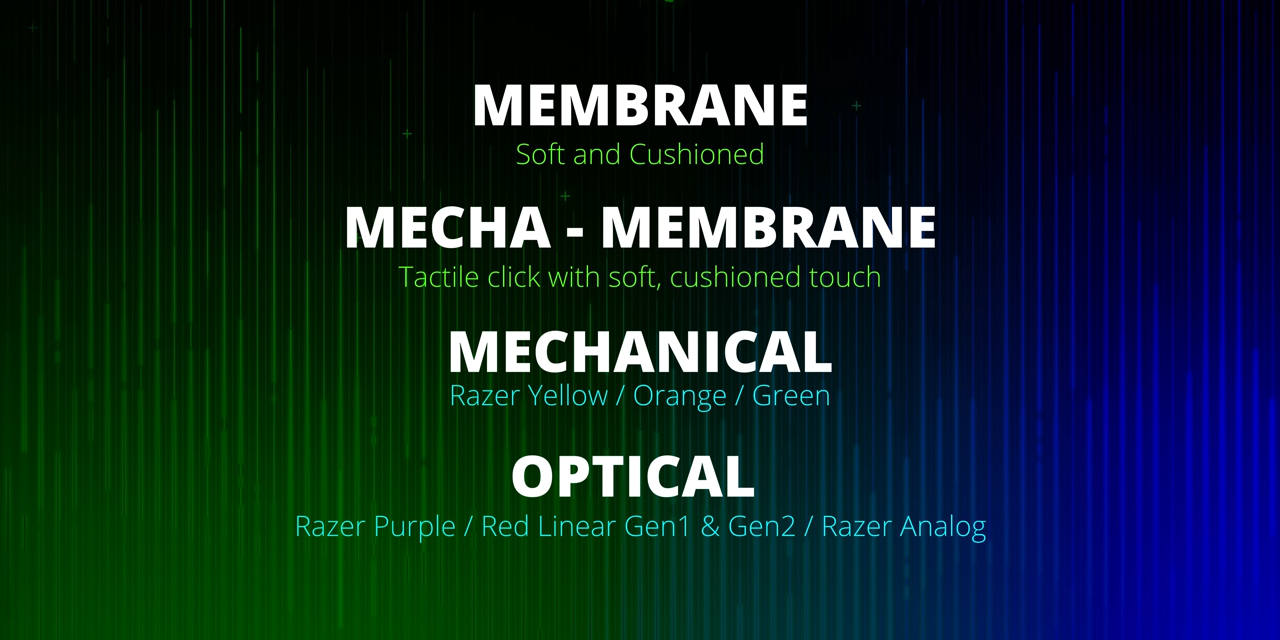 MEMBRANE
Soft and Cushioned
MECHA - MEMBRANE
Tactile click with soft, cushioned touch
MECHANICAL
Razer Yellow / Orange / Green
OPTICAL
Razer Purple / Red Linear Gen1 & Gen2 / Razer Analog